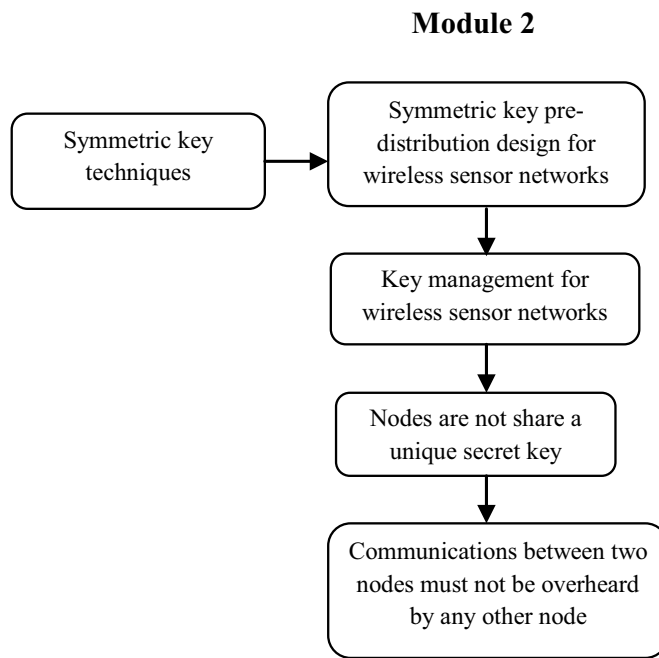 Module 2
Symmetric key
techniques
Symmetric key pre-
distribution design for
wireless sensor networks
Key management for
wireless sensor networks
Nodes are not share a
unique secret key
Communications between two
nodes must not be overheard
by any other node